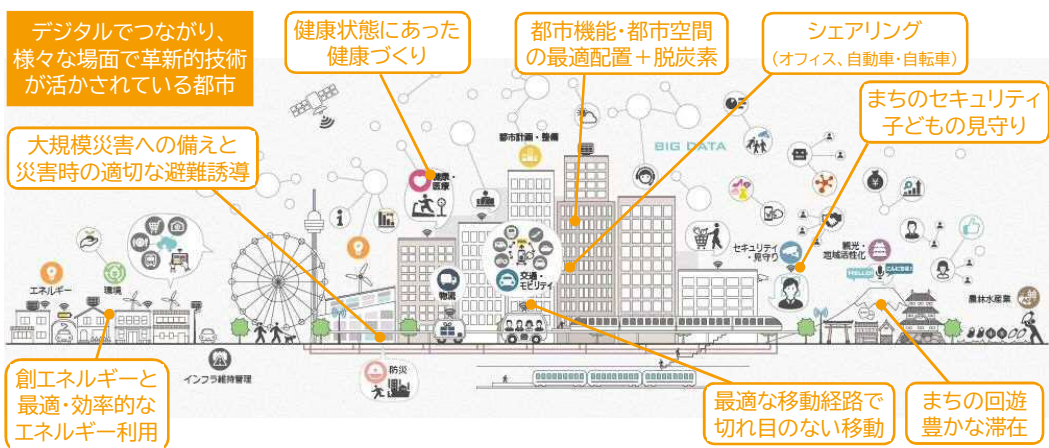 デジタルでつながり、
様々な場面で革新的技術
が活かされている都市
健康状態にあった
健康づくり
都市機能・都市空間
の最適配置＋脱炭素
シェアリング
(オフィス、自動車・自転車)
まちのセキュリティ
子どもの見守り
大規模災害への備えと
災害時の適切な避難誘導
都市計画・整備
BIG DATA
健康・
医療
エネルギー
環境
物流
交通・
モビリティ
セキュリティ
・見守り
観光・
地域活性化
HELLO!
こんにちは!
農林水産業
インフラ維持管理
防災
創エネルギーと
最適・効率的な
エネルギー利用
最適な移動経路で
切れ目のない移動
まちの回遊
豊かな滞在